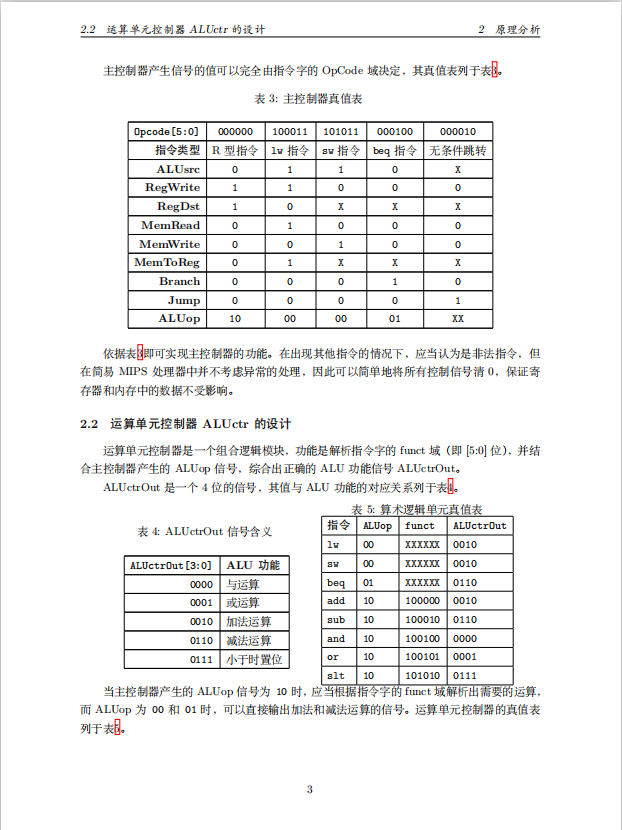 2.2 运算单元控制器 ALUctr 的设计 2 原理分析
主控制器产生信号的值可以完全由指令字的 OpCode 域决定，其真值表列于表3。
表 3: 主控制器真值表
Opcode[5:0] 000000 100011 101011 000100 000010
指令类型 R 型指令 lw 指令 sw 指令 beq 指令 无条件跳转
ALUsrc 0 1 1 0 X
RegWrite 1 1 0 0 0
RegDst 1 0 X X X
MemRead 0 1 0 0 0
MemWrite 0 0 1 0 0
MemToReg 0 1 X X X
Branch 0 0 0 1 0
Jump 0 0 0 0 1
ALUop 10 00 00 01 XX
依据表3即可实现主控制器的功能。在出现其他指令的情况下，应当认为是非法指令，但
在简易 MIPS 处理器中并不考虑异常的处理，因此可以简单地将所有控制信号清 0，保证寄
存器和内存中的数据不受影响。
2.2 运算单元控制器 ALUctr 的设计
运算单元控制器是一个组合逻辑模块，功能是解析指令字的 funct 域（即 [5:0] 位），并结
合主控制器产生的 ALUop 信号，综合出正确的 ALU 功能信号 ALUctrOut。
ALUctrOut 是一个 4 位的信号，其值与 ALU 功能的对应关系列于表4。
表 4: ALUctrOut 信号含义
ALUctrOut[3:0] ALU 功能
0000 与运算
0001 或运算
0010 加法运算
0110 减法运算
0111 小于时置位
表 5: 算术逻辑单元真值表
指令 ALUop funct ALUctrOut
lw 00 XXXXXX 0010
sw 00 XXXXXX 0010
beq 01 XXXXXX 0110
add 10 100000 0010
sub 10 100010 0110
and 10 100100 0000
or 10 100101 0001
slt 10 101010 0111
当主控制器产生的 ALUop 信号为 10 时，应当根据指令字的 funct 域解析出需要的运算，
而 ALUop 为 00 和 01 时，可以直接输出加法和减法运算的信号。运算单元控制器的真值表
列于表5。
3